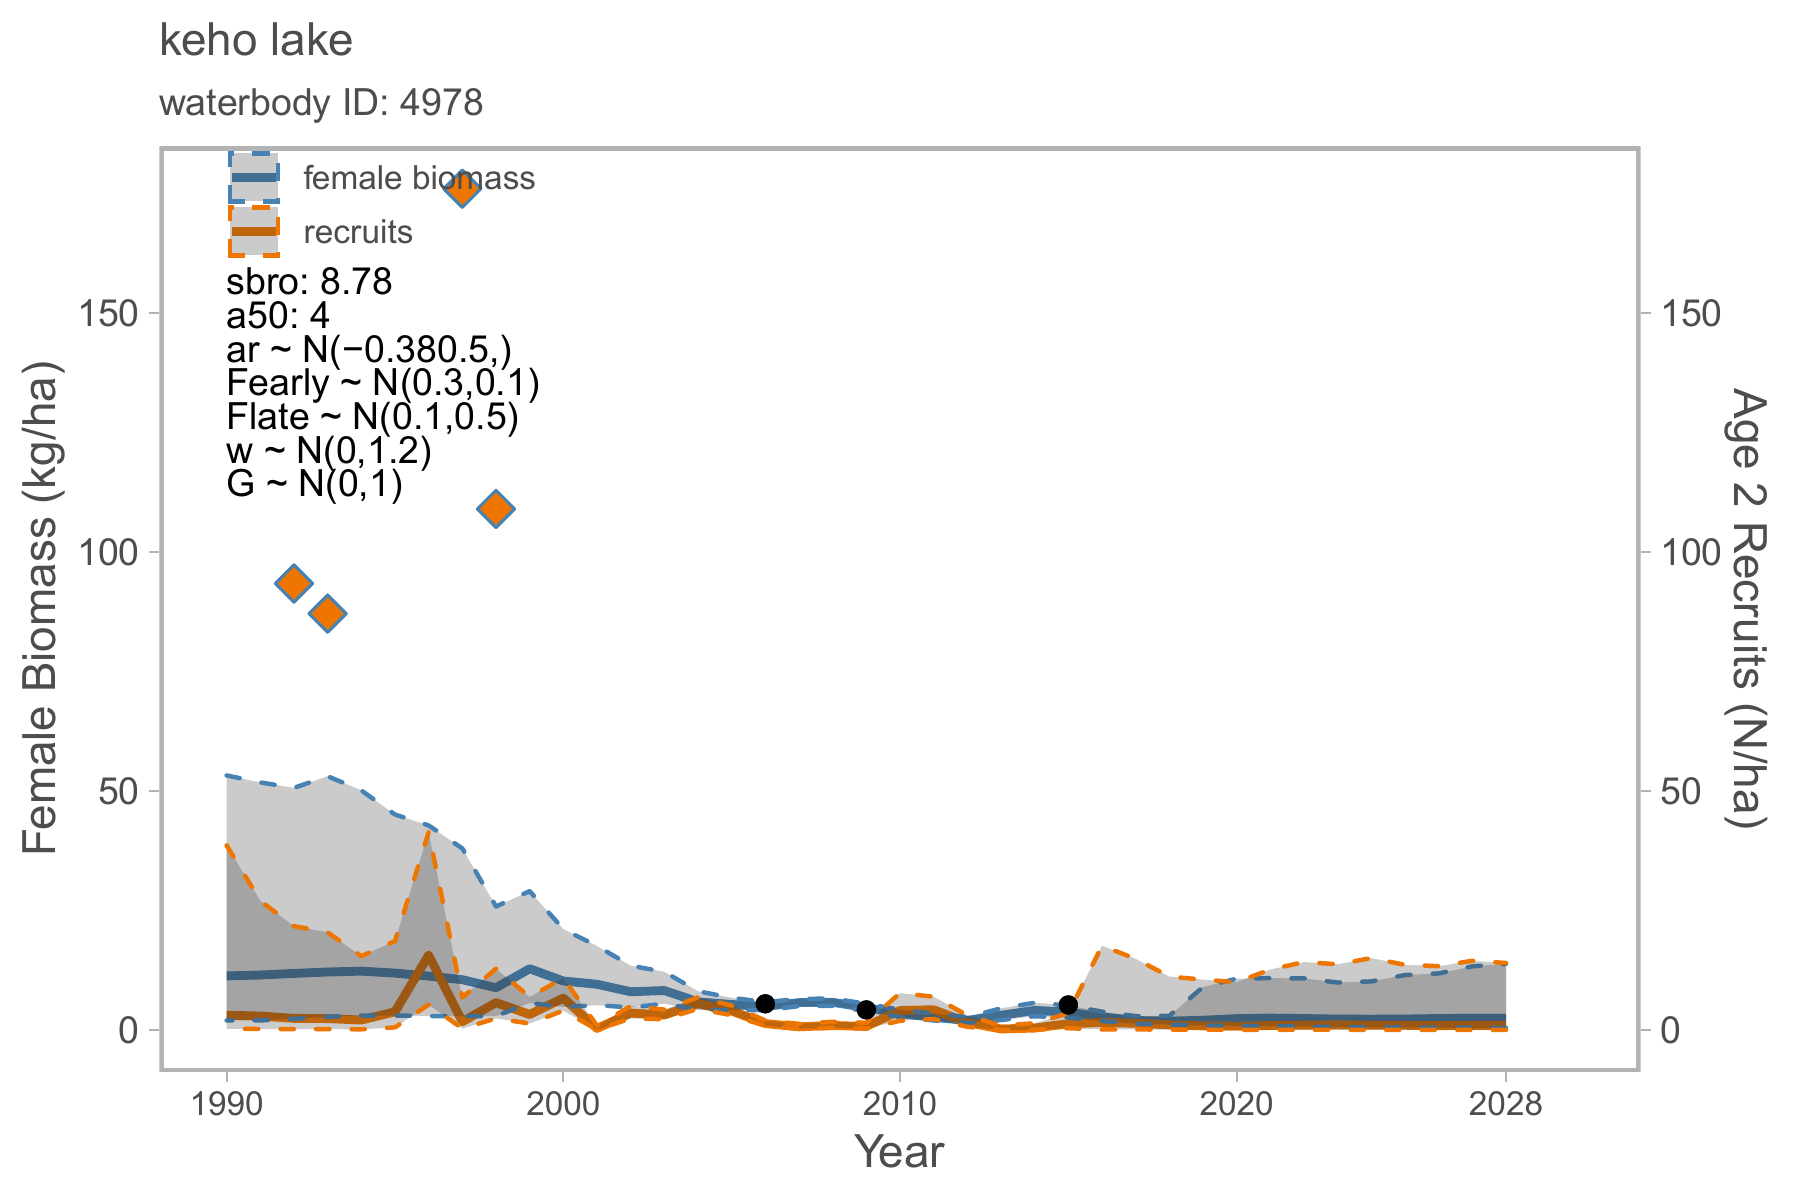 keho lake
waterbody ID: 4978
female biomass
recruits
sbro: 8.78
a50: 4
ar ~ N(−0.380.5,)
Fearly ~ N(0.3,0.1)
Flate ~ N(0.1,0.5)
w ~ N(0,1.2)
G ~ N(0,1)
Female Biomass (kg/ha)
150
100
50
0
150
100
50
0
Age 2 Recruits (N/ha)
1990 2000 2010 2020 2028
Year